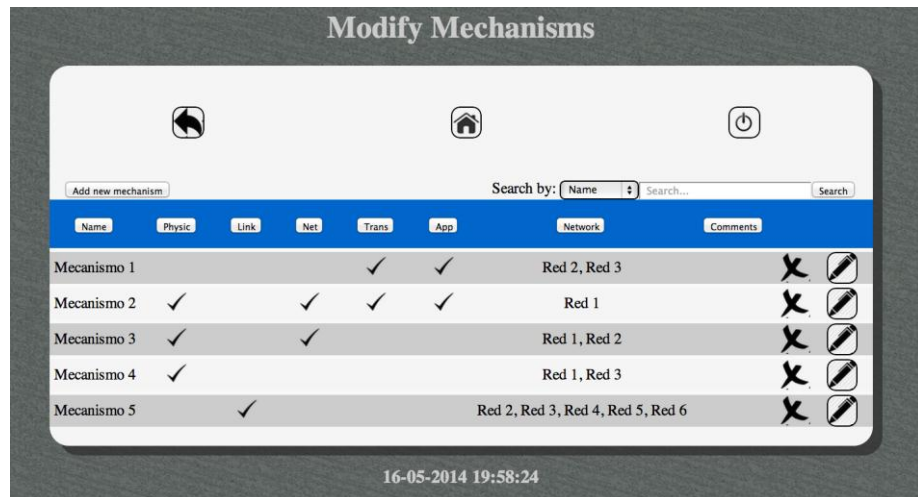 Modify Mechanisms
Add new mechanism Search by: Name Search... Search
Name Physic Link Net Trans App Network Comments
Mecanismo 1 Red 2, Red 3
Mecanismo 2 Red 1
Mecanismo 3 Red 1, Red 2
Mecanismo 4 Red 1, Red 3
Mecanismo 5 Red 2, Red 3, Red 4, Red 5, Red 6
16-05-2014 19:58:24